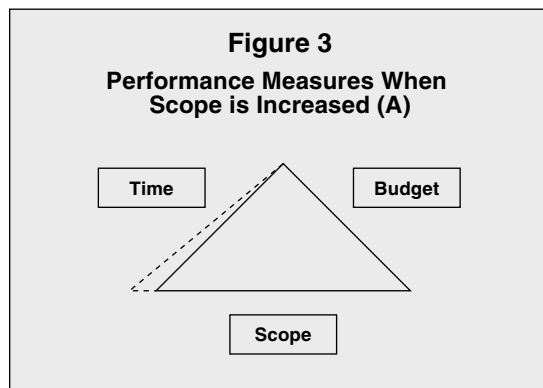 Figure 3
Performance Measures When
Scope is Increased (A)
Time
Budget
Scope